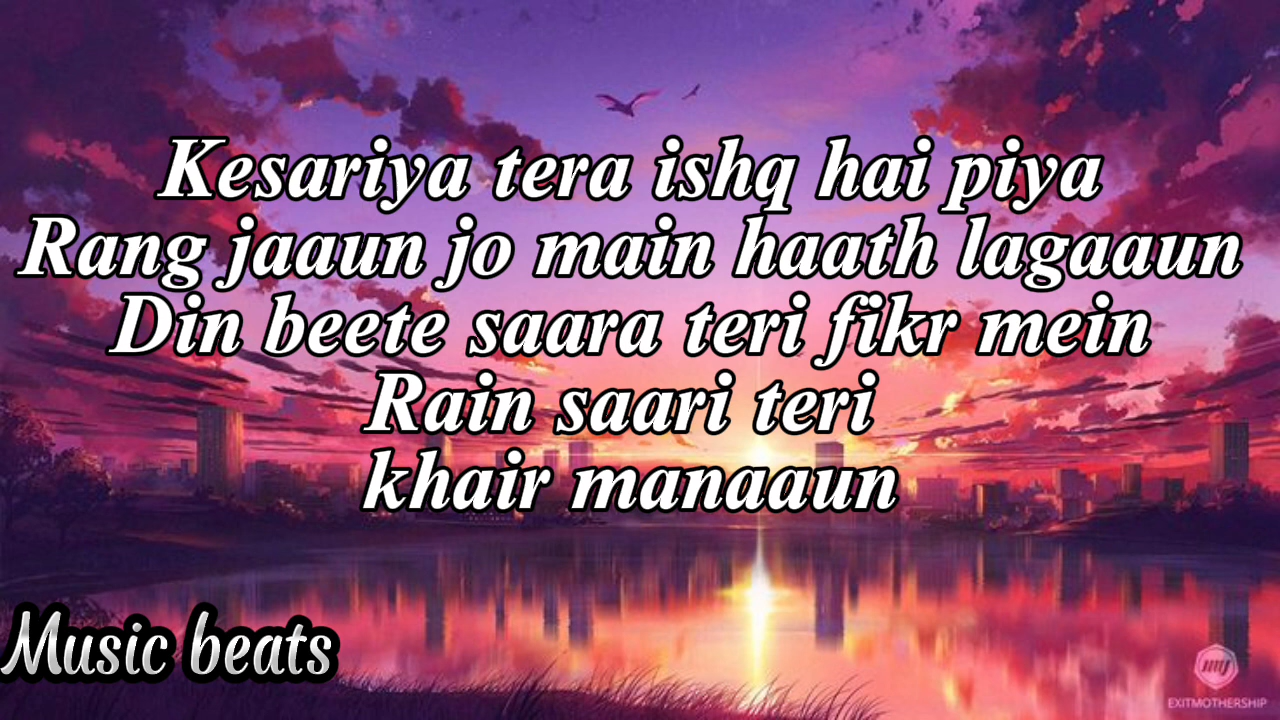 Kesariya tera ishq hai piya
Rang jaaun jo main haath lagaaun
Din beete saara teri fikr mein
Rain saari teri
khair manaaun
Music beats
EXITMOTHERSHIP